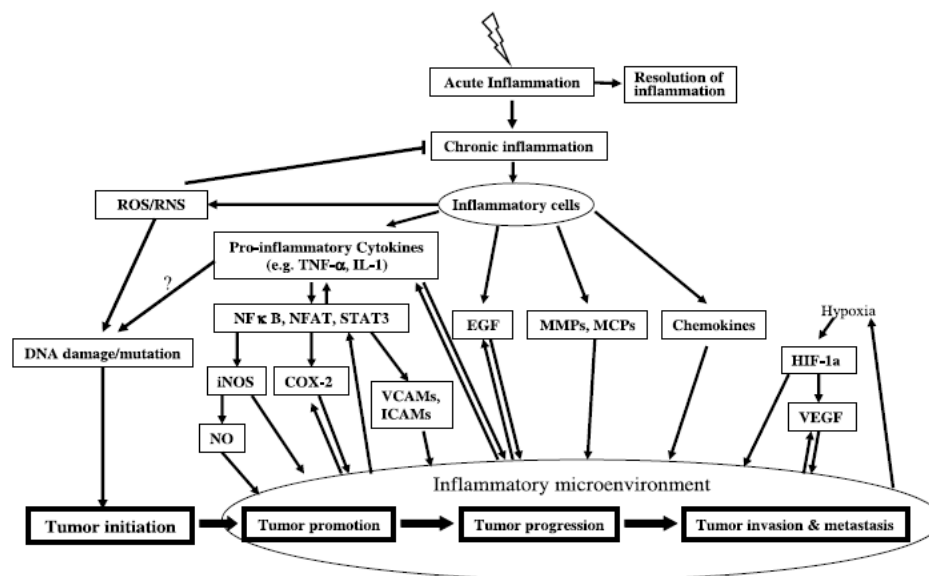 Acute Inflammation
Resolution of
inflammation
Chronic inflammation
ROS/RNS
Inflammatory cells
Pro-inflammatory Cytokines
(e.g. TNF-α, IL-1)
?
NFκB, NFAT, STAT3
EGF
MMPs, MCPs
Chemokines
Hypoxia
DNA damage/mutation
HIF-1a
iNOS
COX-2
VCAMs,
ICAMs
VEGF
NO
Inflammatory microenvironment
Tumor initiation
Tumor promotion
Tumor progression
Tumor invasion & metastasis